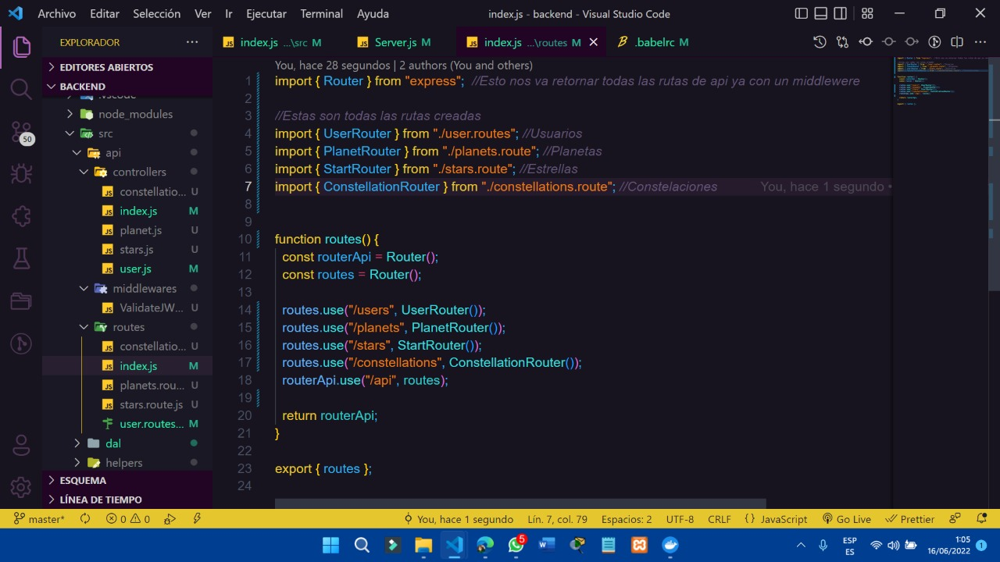 Archivo Editar Selección Ver Ir Ejecutar Terminal Ayuda index.js - backend - Visual Studio Code
EXPLORADOR
index.js ...\src M Server.js M index.js ...\routes M .babelrc M
EDITORES ABIERTOS
BACKEND
.vscode
node_modules
src
api
controllers
constellatio... U
index.js M
planet.js U
stars.js U
user.js M
middlewares
ValidateJW... U
routes
constellatio... U
index.js M
planets.rou... U
stars.route.js U
user.routes... M
dal
helpers
ESQUEMA
LÍNEA DE TIEMPO
50
You, hace 28 segundos | 2 authors (You and others)
1 import { Router } from "express"; //Esto nos va retornar todas las rutas de api ya con un middlewere
2
3 //Estas son todas las rutas creadas
4 import { UserRouter } from "./user.routes"; //Usuarios
5 import { PlanetRouter } from "./planets.route"; //Planetas
6 import { StartRouter } from "./stars.route"; //Estrellas
7 import { ConstellationRouter } from "./constellations.route"; //Constelaciones You, hace 1 segundo •
8
9
10 function routes() {
11 const routerApi = Router();
12 const routes = Router();
13
14 routes.use("/users", UserRouter());
15 routes.use("/planets", PlanetRouter());
16 routes.use("/stars", StartRouter());
17 routes.use("/constellations", ConstellationRouter());
18 routerApi.use("/api", routes);
19
20 return routerApi;
21 }
22
23 export { routes };
24
master* 0 0 You, hace 1 segundo Lín. 7, col. 79 Espacios: 2 UTF-8 CRLF {} JavaScript Go Live Prettier
5
ESP
ES
1:05
16/06/2022
1